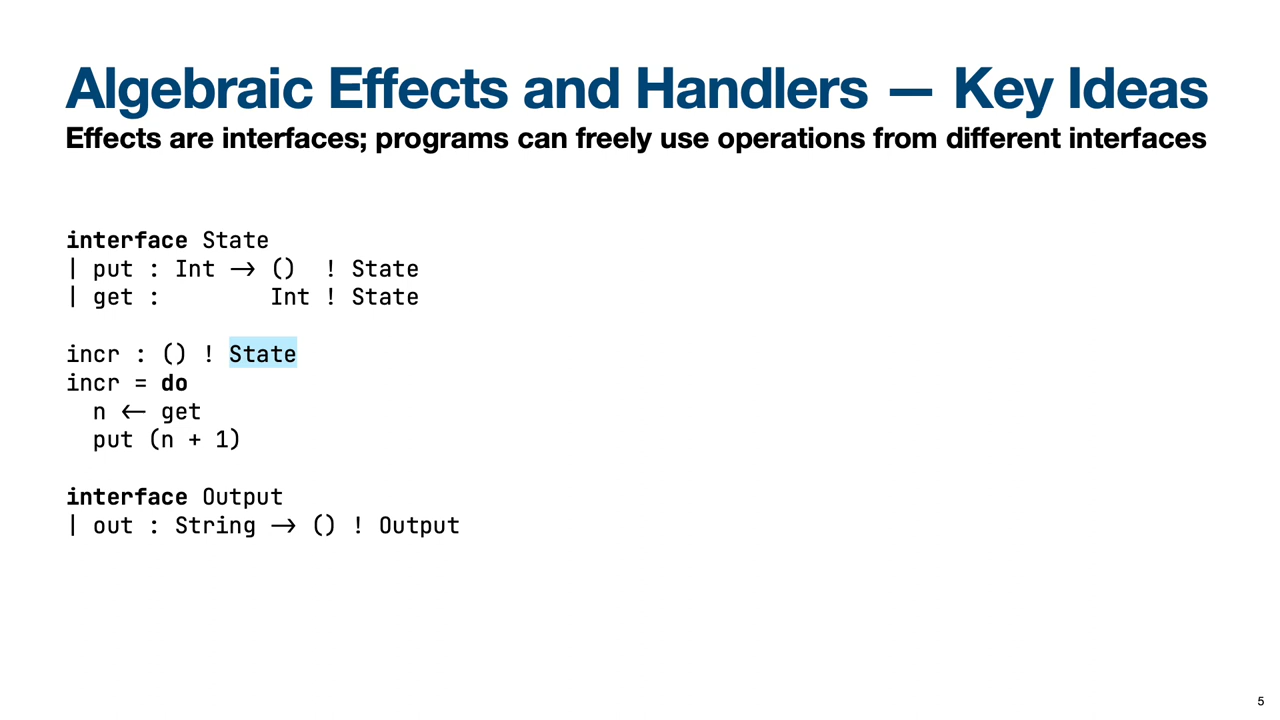 Algebraic Effects and Handlers — Key Ideas
Effects are interfaces; programs can freely use operations from different interfaces
interface State
| put : Int → () ! State
| get : Int ! State
incr : () ! State
incr = do
n ← get
put (n + 1)
interface Output
| out : String → () ! Output
5